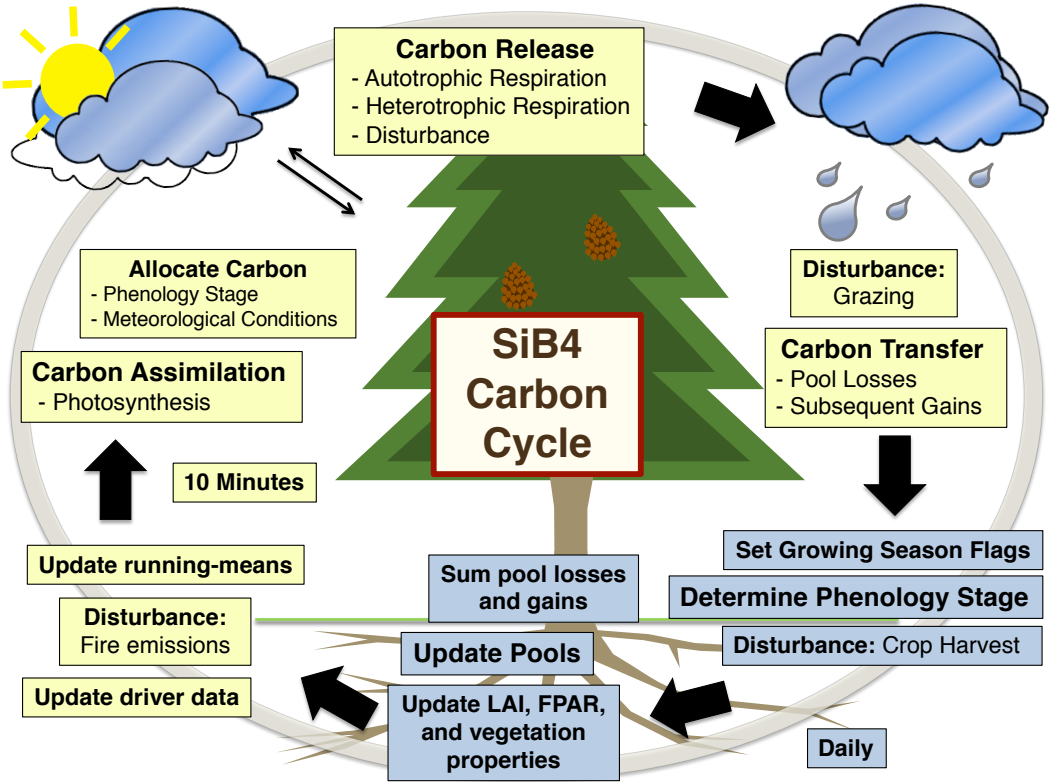 Carbon Release
- Autotrophic Respiration
- Heterotrophic Respiration
- Disturbance
Allocate Carbon
- Phenology Stage
- Meteorological Conditions
Carbon Assimilation
- Photosynthesis
10 Minutes
Update running-means
Disturbance:
Fire emissions
Update driver data
SiB4
Carbon
Cycle
Disturbance:
Grazing
Carbon Transfer
- Pool Losses
- Subsequent Gains
Set Growing Season Flags
Determine Phenology Stage
Disturbance: Crop Harvest
Daily
Sum pool losses
and gains
Update Pools
Update LAI, FPAR,
and vegetation
properties